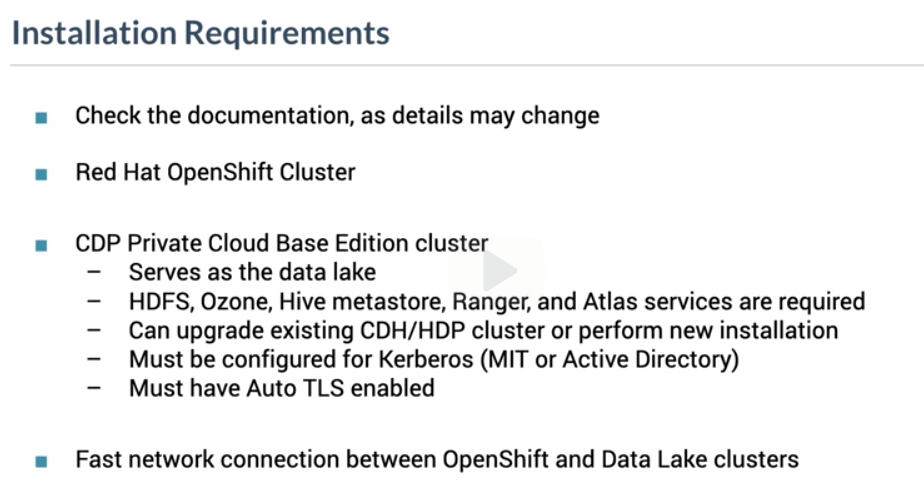 Installation Requirements
Check the documentation, as details may change
Red Hat OpenShift Cluster
CDP Private Cloud Base Edition cluster
– Serves as the data lake
– HDFS, Ozone, Hive metastore, Ranger, and Atlas services are required
– Can upgrade existing CDH/HDP cluster or perform new installation
– Must be configured for Kerberos (MIT or Active Directory)
– Must have Auto TLS enabled
Fast network connection between OpenShift and Data Lake clusters